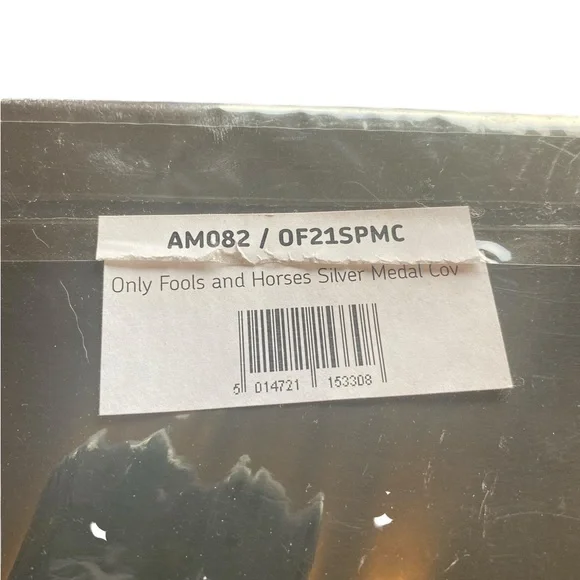 AM082 / OF21SPMC
Only Fools and Horses Silver Medal Cov
5 014721 153308